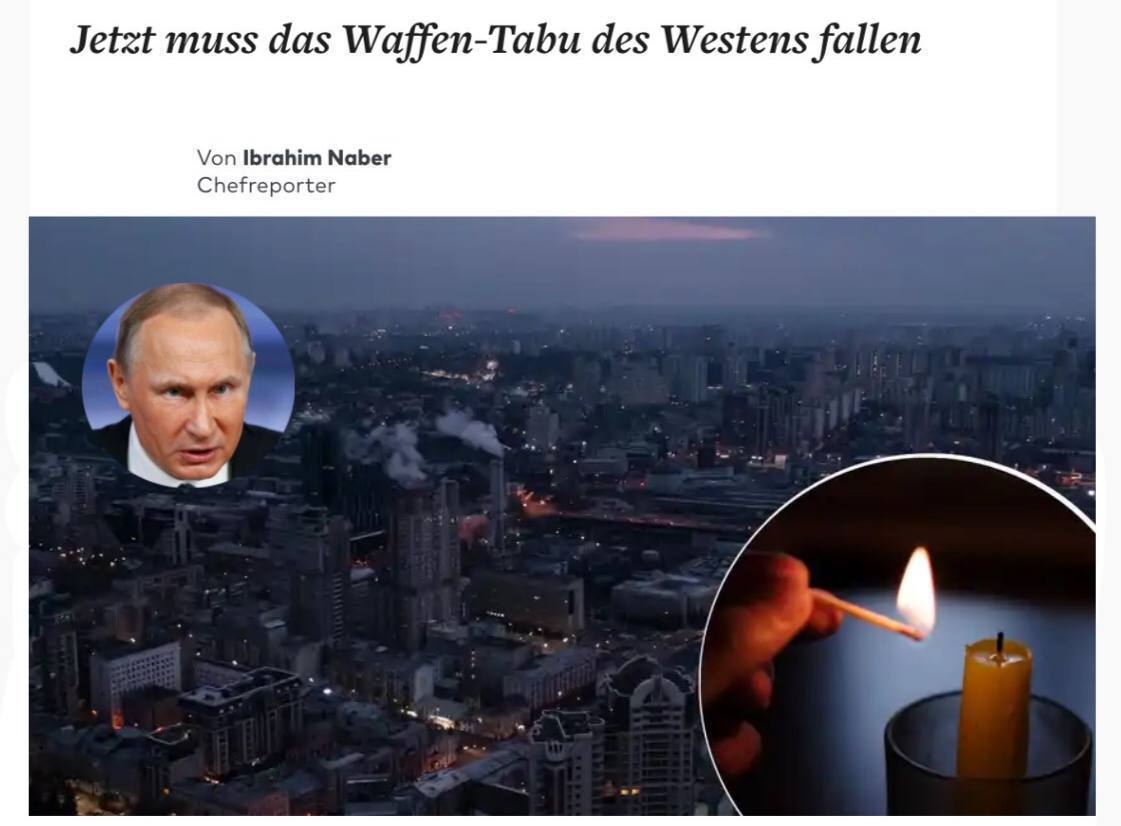 Jetzt muss das Waffen-Tabu des Westens fallen
Von Ibrahim Naber
Chefreporter